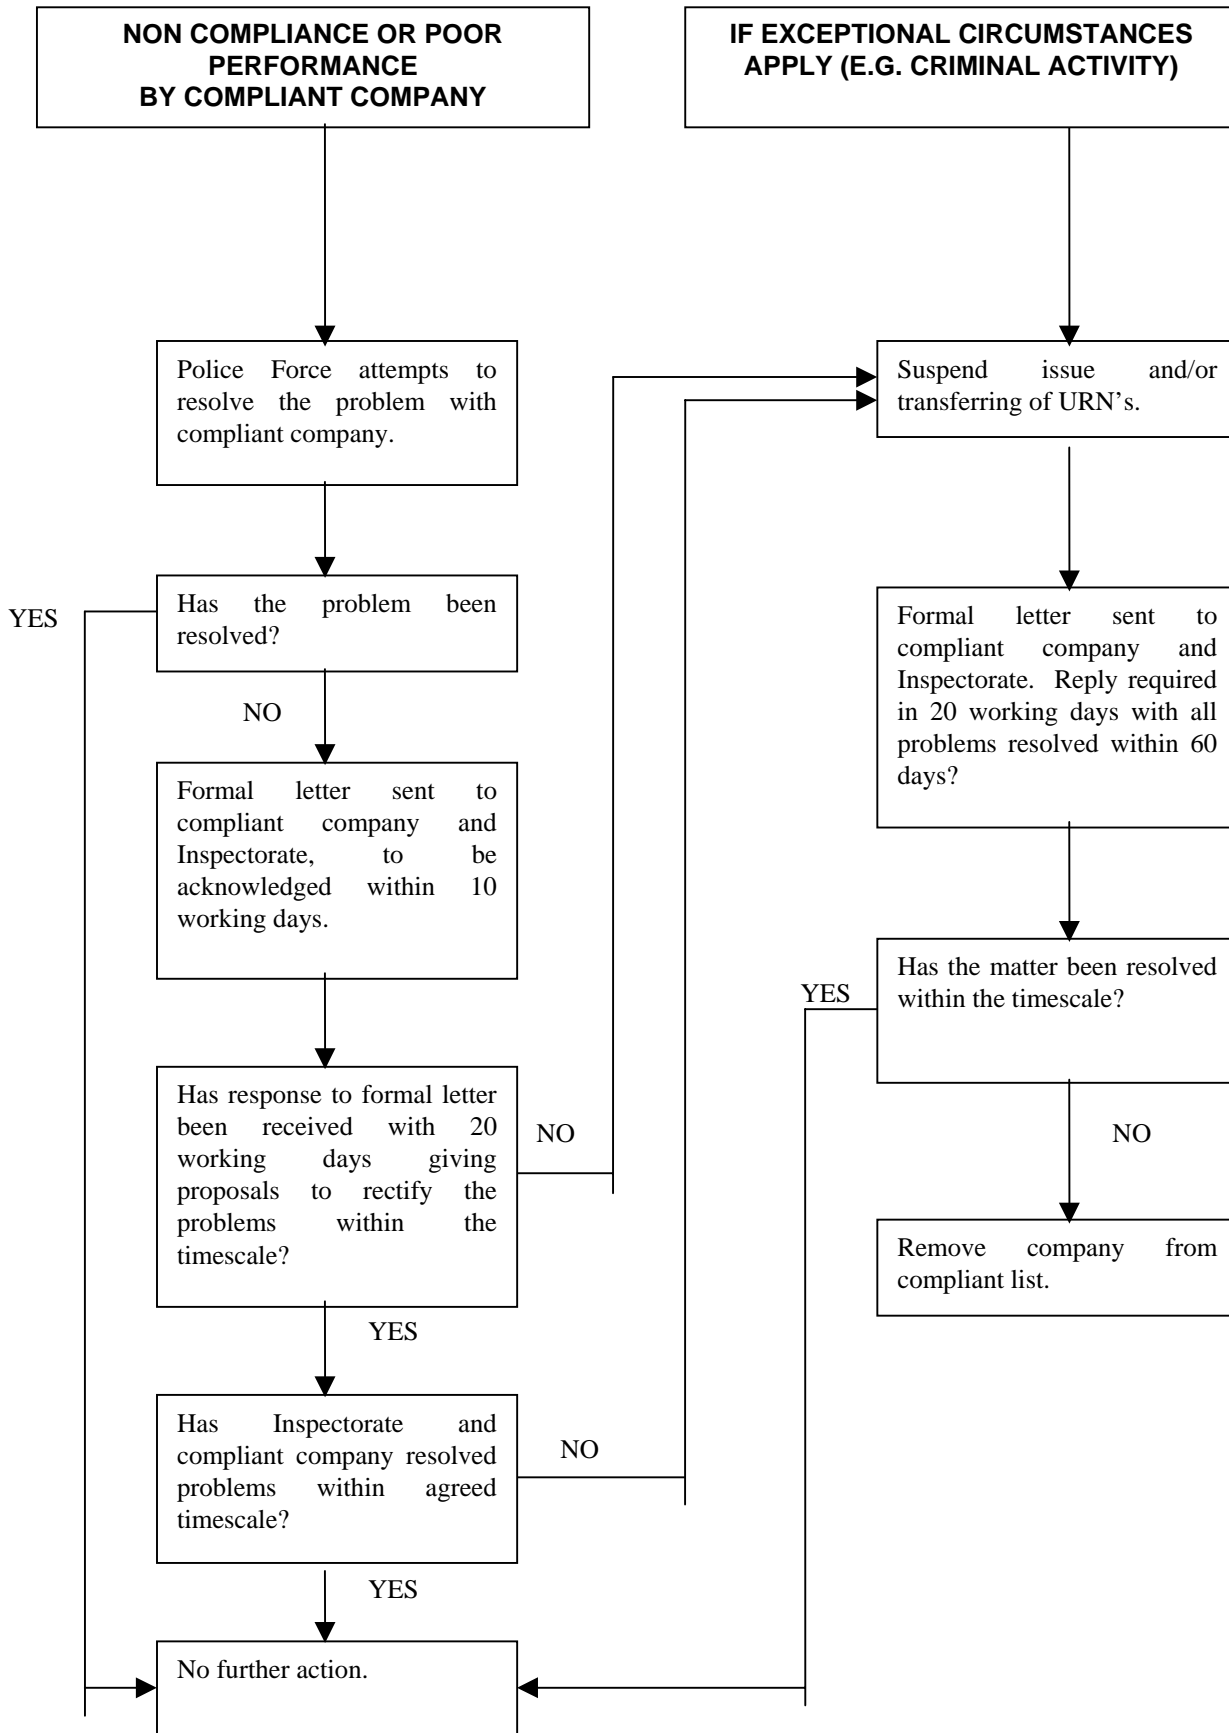 NON COMPLIANCE OR POOR
PERFORMANCE
BY COMPLIANT COMPANY
IF EXCEPTIONAL CIRCUMSTANCES
APPLY (E.G. CRIMINAL ACTIVITY)
Police Force attempts to
resolve the problem with
compliant company.
Suspend issue and/or
transferring of URN's.
YES
Has the problem been
resolved?
NO
Formal letter sent to
compliant company and
Inspectorate. Reply required
in 20 working days with all
problems resolved within 60
days?
Formal letter sent to
compliant company and
Inspectorate, to be
acknowledged within 10
working days.
YES
Has the matter been resolved
within the timescale?
Has response to formal letter
been received with 20
working days giving
proposals to rectify the
problems within the
timescale?
NO
NO
Remove company from
compliant list.
YES
Has Inspectorate and
compliant company resolved
problems within agreed
timescale?
NO
YES
No further action.